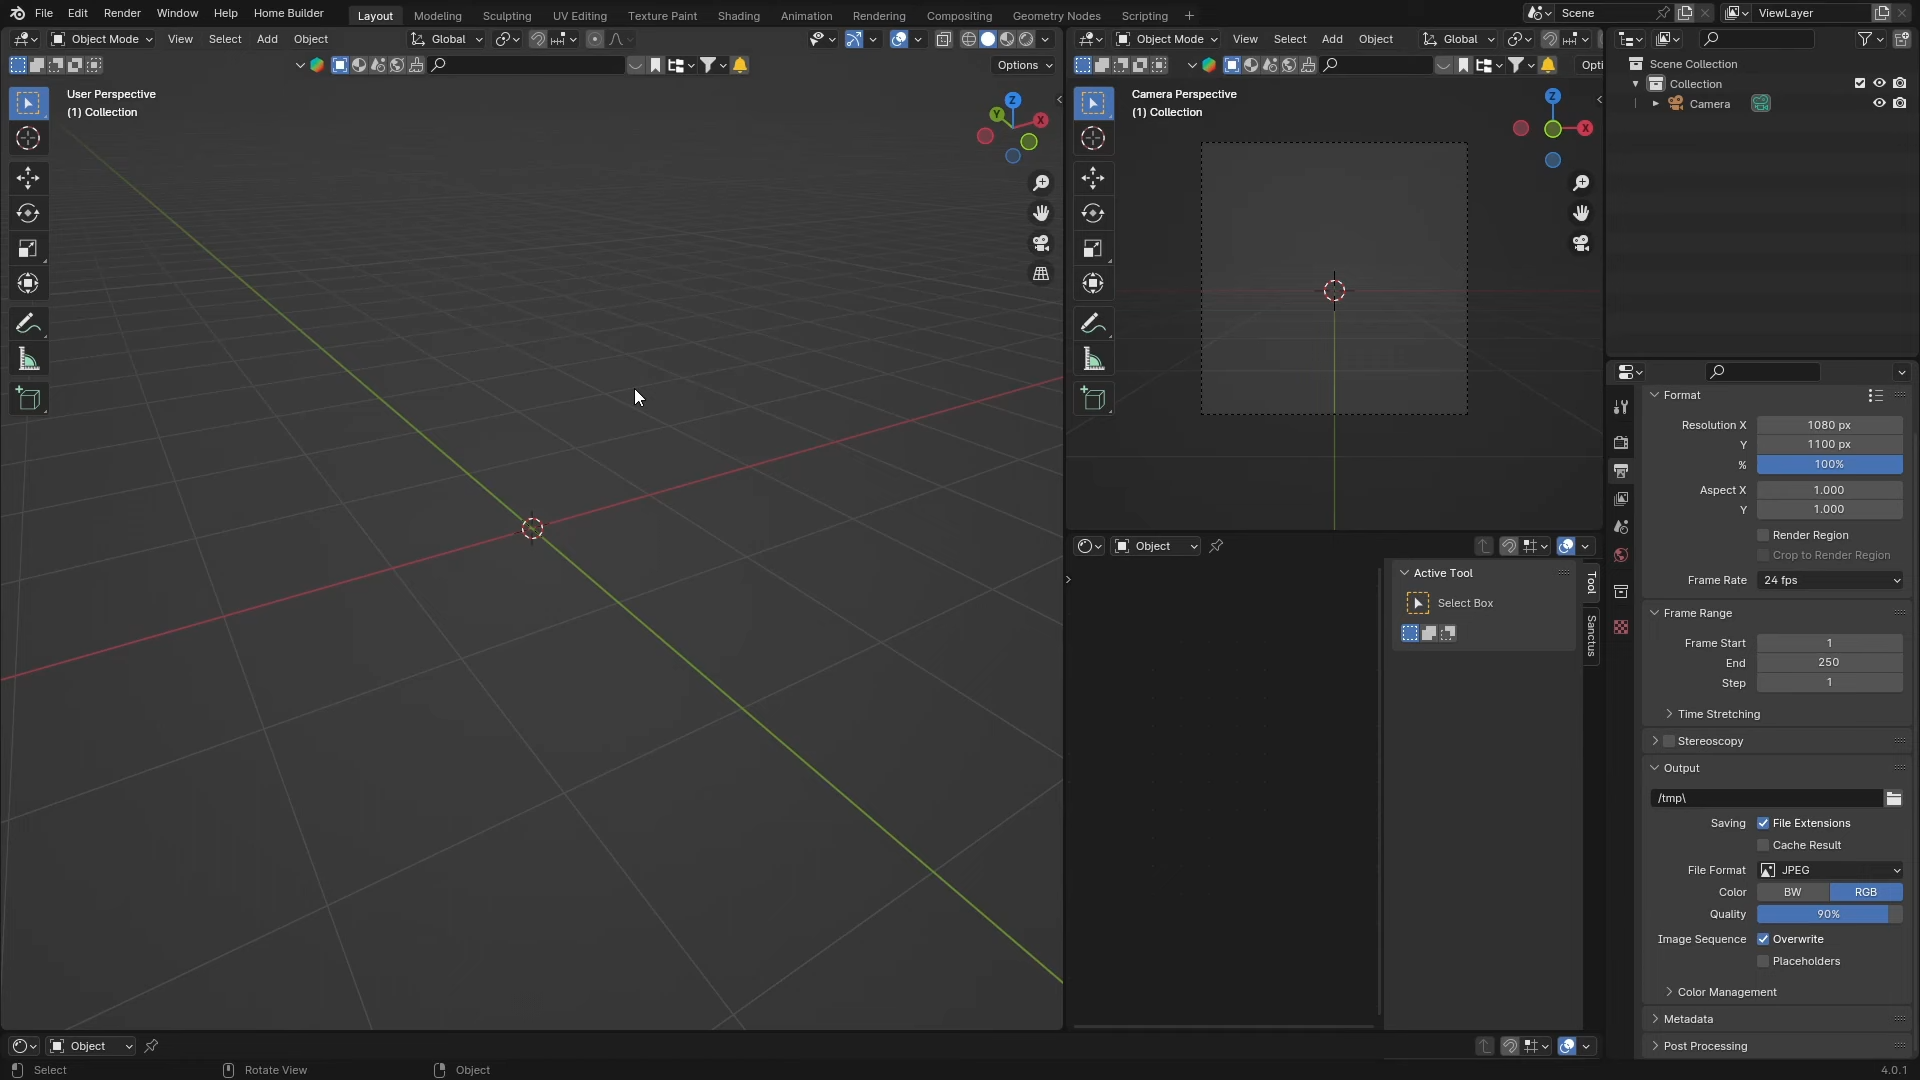 File Edit Render Window Help Home Builder Layout Modeling Sculpting UV Editing Texture Paint Shading Animation Rendering Compositing Geometry Nodes Scripting + Scene ViewLayer
Object Mode View Select Add Object Global
Object Mode View Select Add Object Global
Options
Opti
User Perspective
(1) Collection
Z
Y
X
Camera Perspective
(1) Collection
Z
X
Scene Collection
Collection
Camera
Format
Resolution X 1080 px
Y 1100 px
% 100%
Aspect X 1.000
Y 1.000
Render Region
Crop to Render Region
Frame Rate 24 fps
Frame Range
Frame Start 1
End 250
Step 1
Time Stretching
Stereoscopy
Output
/tmp\
Saving File Extensions
Cache Result
File Format JPEG
Color BW RGB
Quality 90%
Image Sequence Overwrite
Placeholders
Color Management
Metadata
Post Processing
Object
Active Tool
Select Box
Tool
Sanctus
Object
Select Rotate View Object 4.0.1